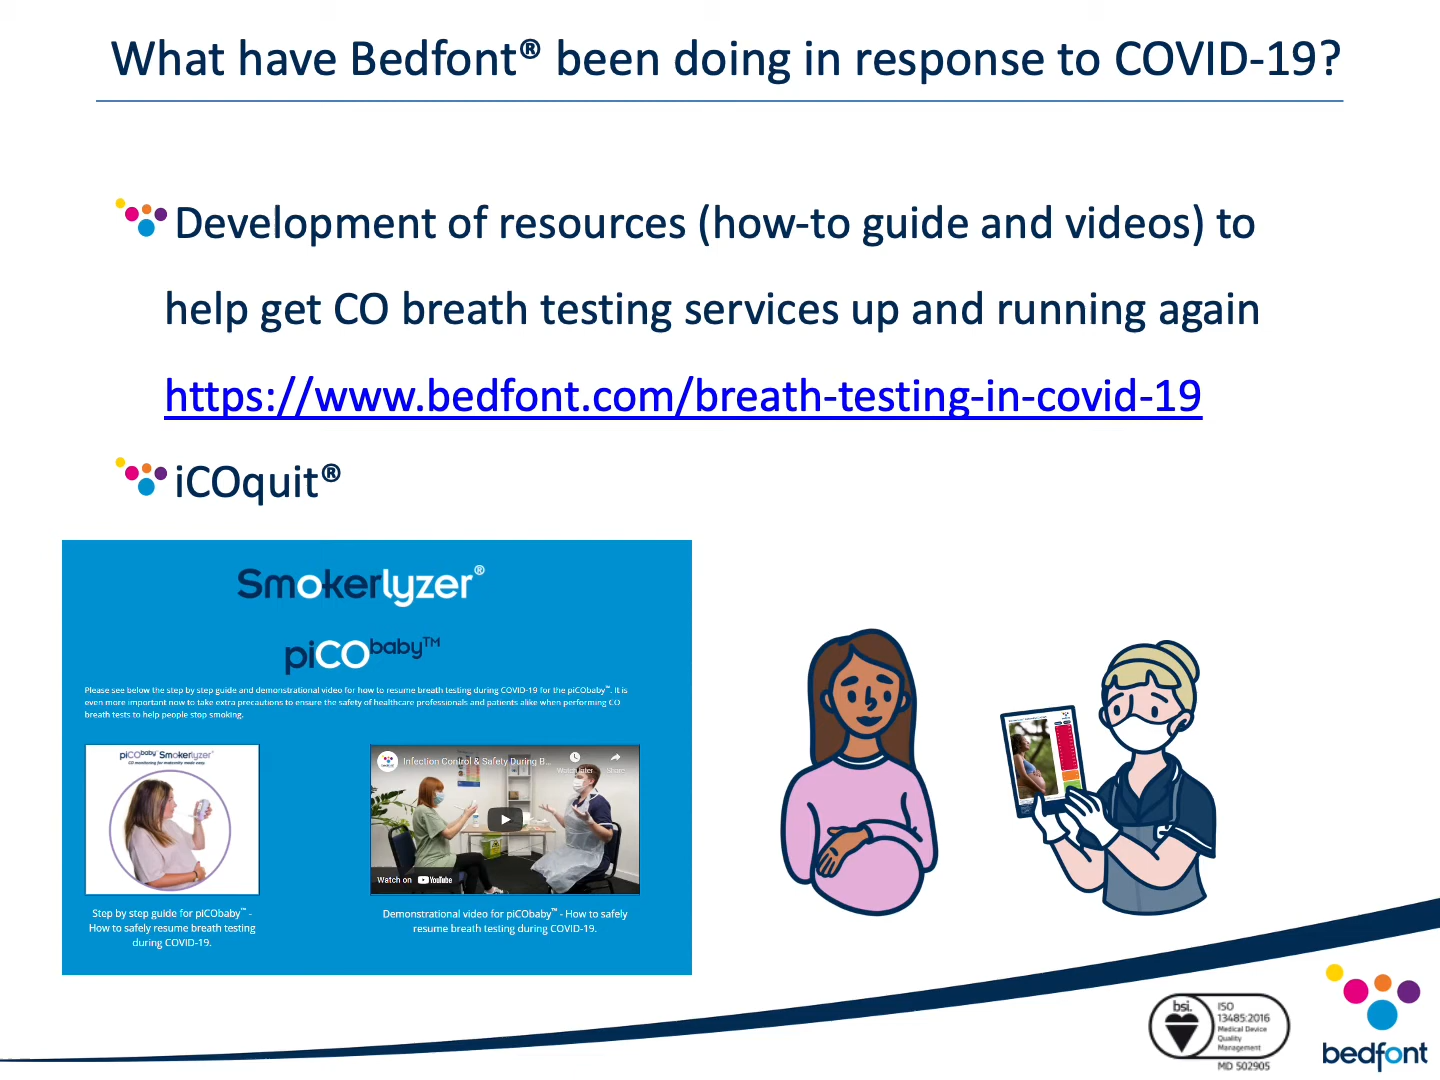 What have Bedfont® been doing in response to COVID-19?
Development of resources (how-to guide and videos) to
help get CO breath testing services up and running again
https://www.bedfont.com/breath-testing-in-covid-19
iCOquit®
Smokerlyzer®
piCObaby™
Please see below the step by step guide and demonstrational video for how to resume breath testing during COVID-19 for the piCObaby™. It is
even more important now to take extra precautions to ensure the safety of healthcare professionals and patients alike when performing CO
breath tests to help people stop smoking.
piCObaby™ Smokerlyzer®
CO monitoring for maternity made easy.
Infection Control & Safety During B...
Watch later
Share
Watch on YouTube
Step by step guide for piCObaby™ -
How to safely resume breath testing
during COVID-19.
Demonstrational video for piCObaby™ - How to safely
resume breath testing during COVID-19.
bsi.
ISO
13485:2016
Medical Device
Quality
Management
MD 502905
bedfont